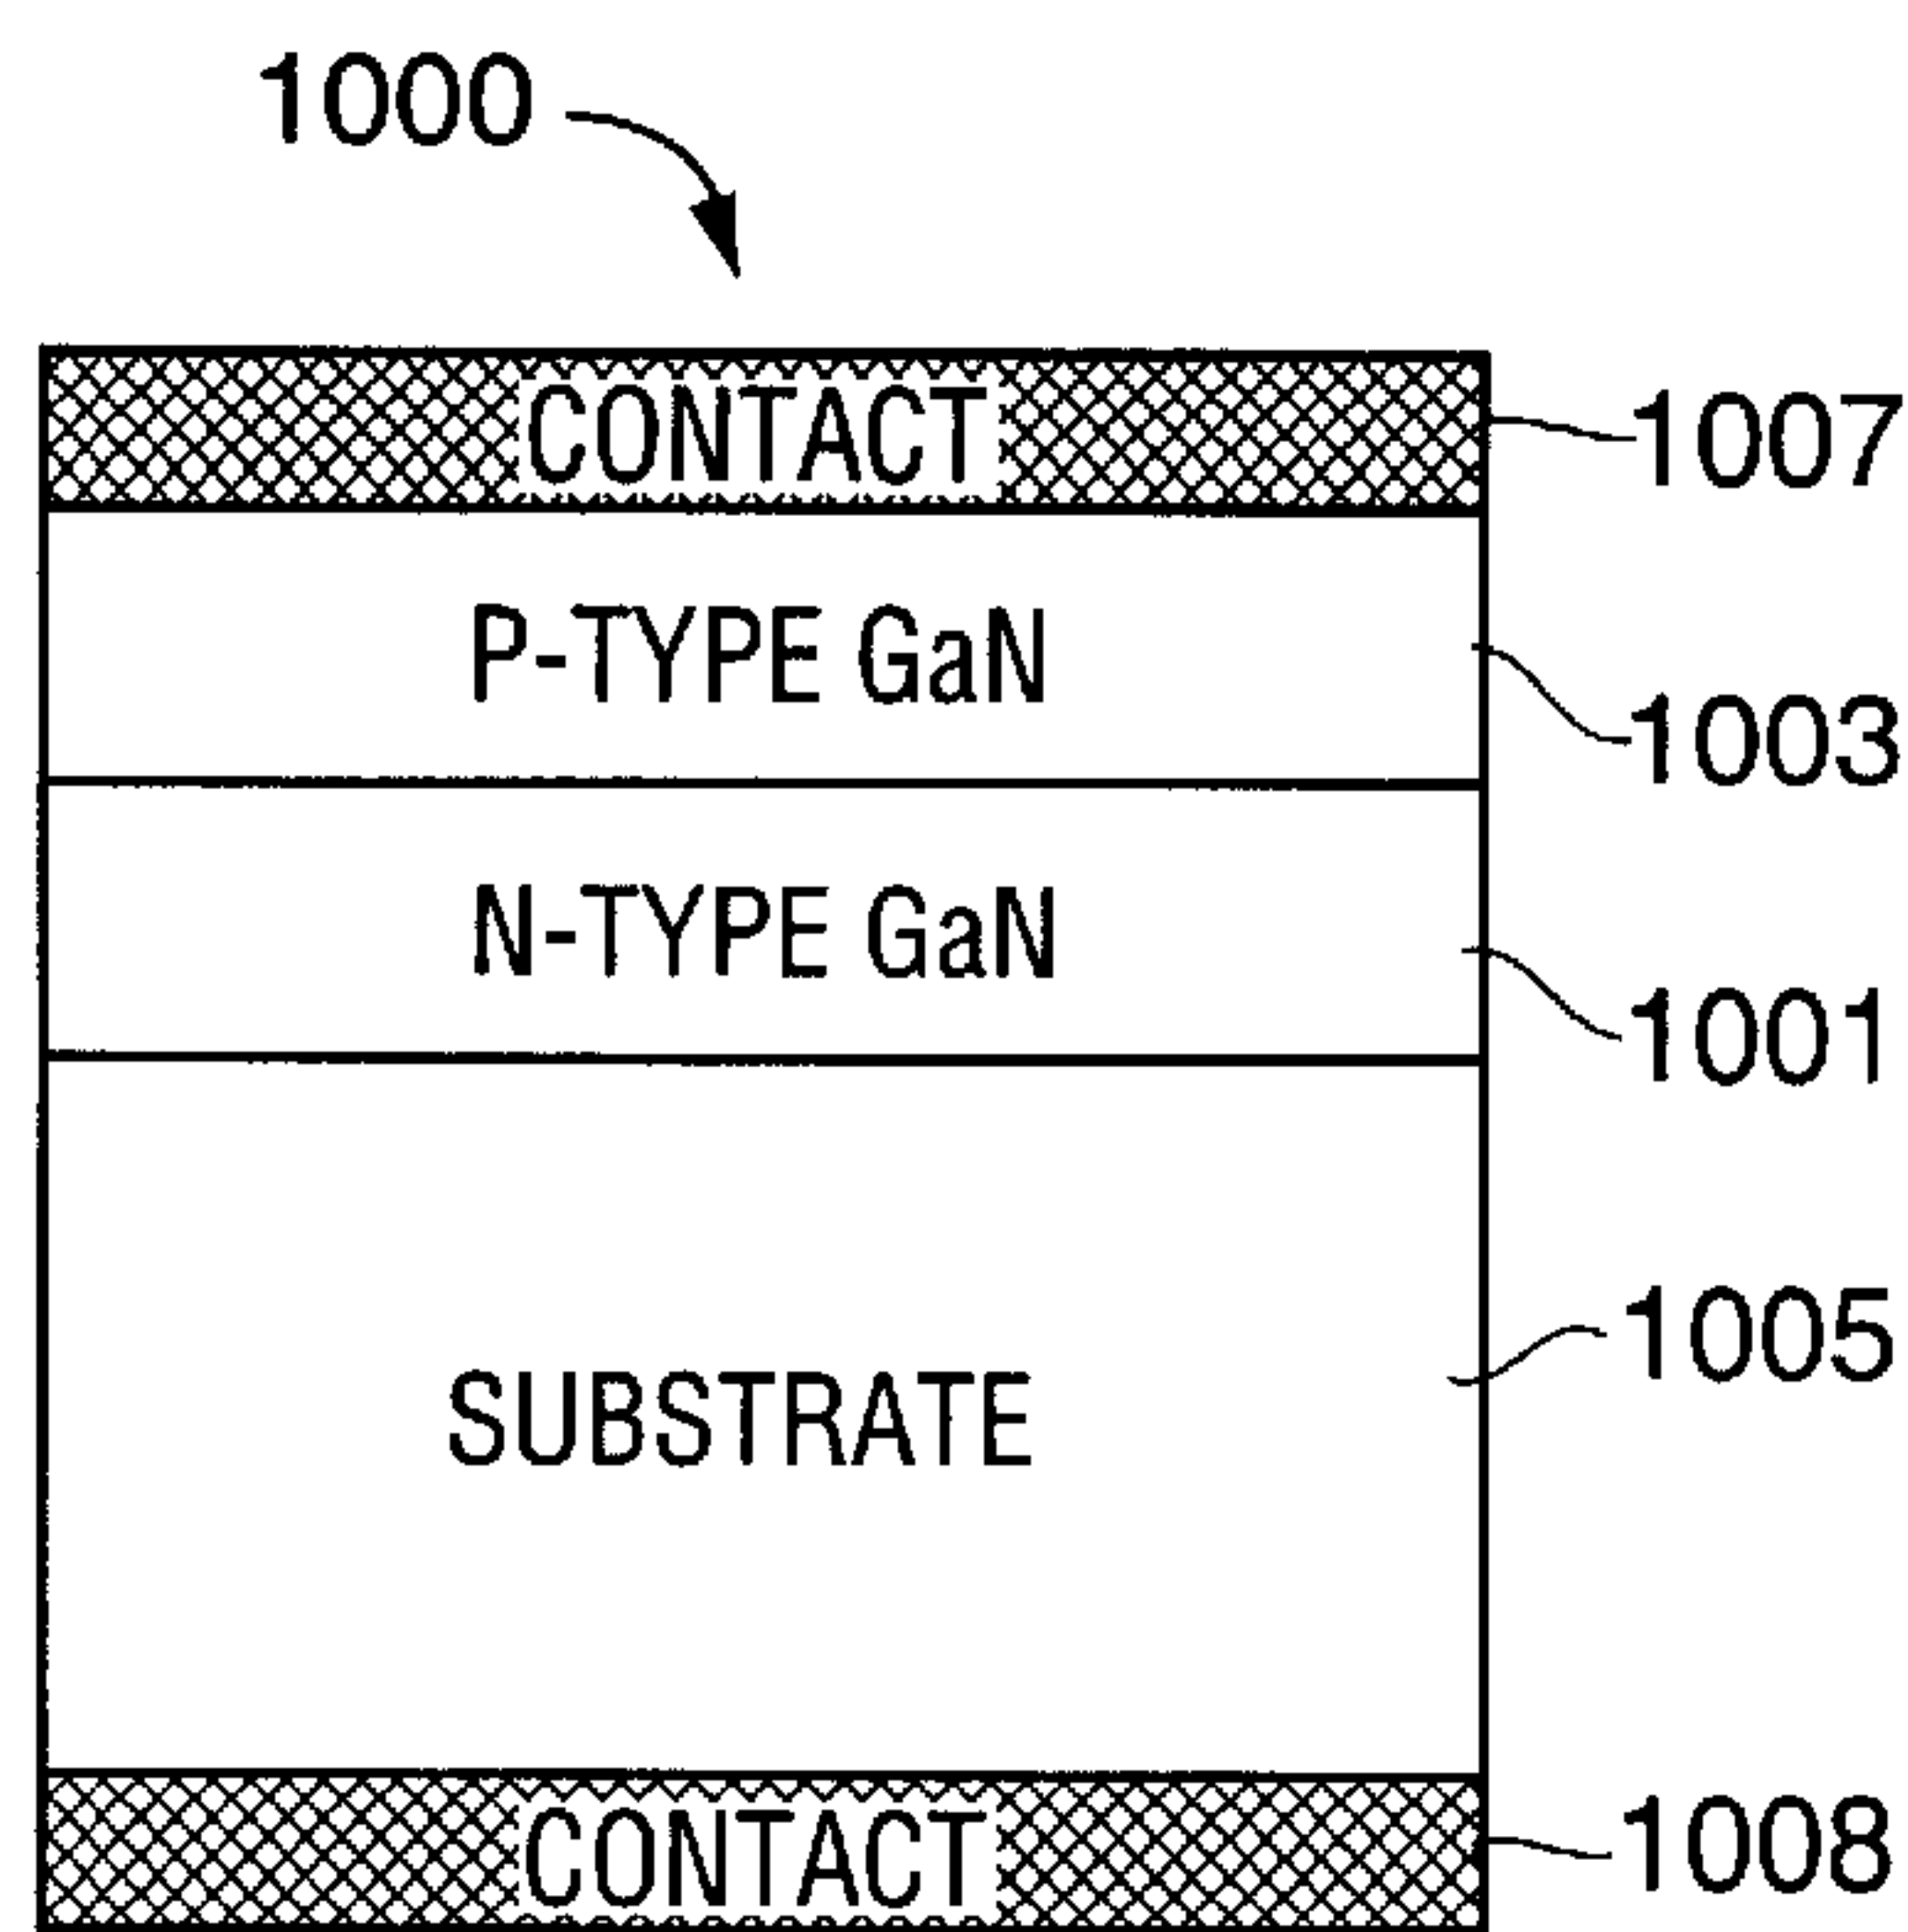 1000
CONTACT 1007
P-TYPE GaN 1003
N-TYPE GaN 1001
1005
SUBSTRATE
CONTACT 1008